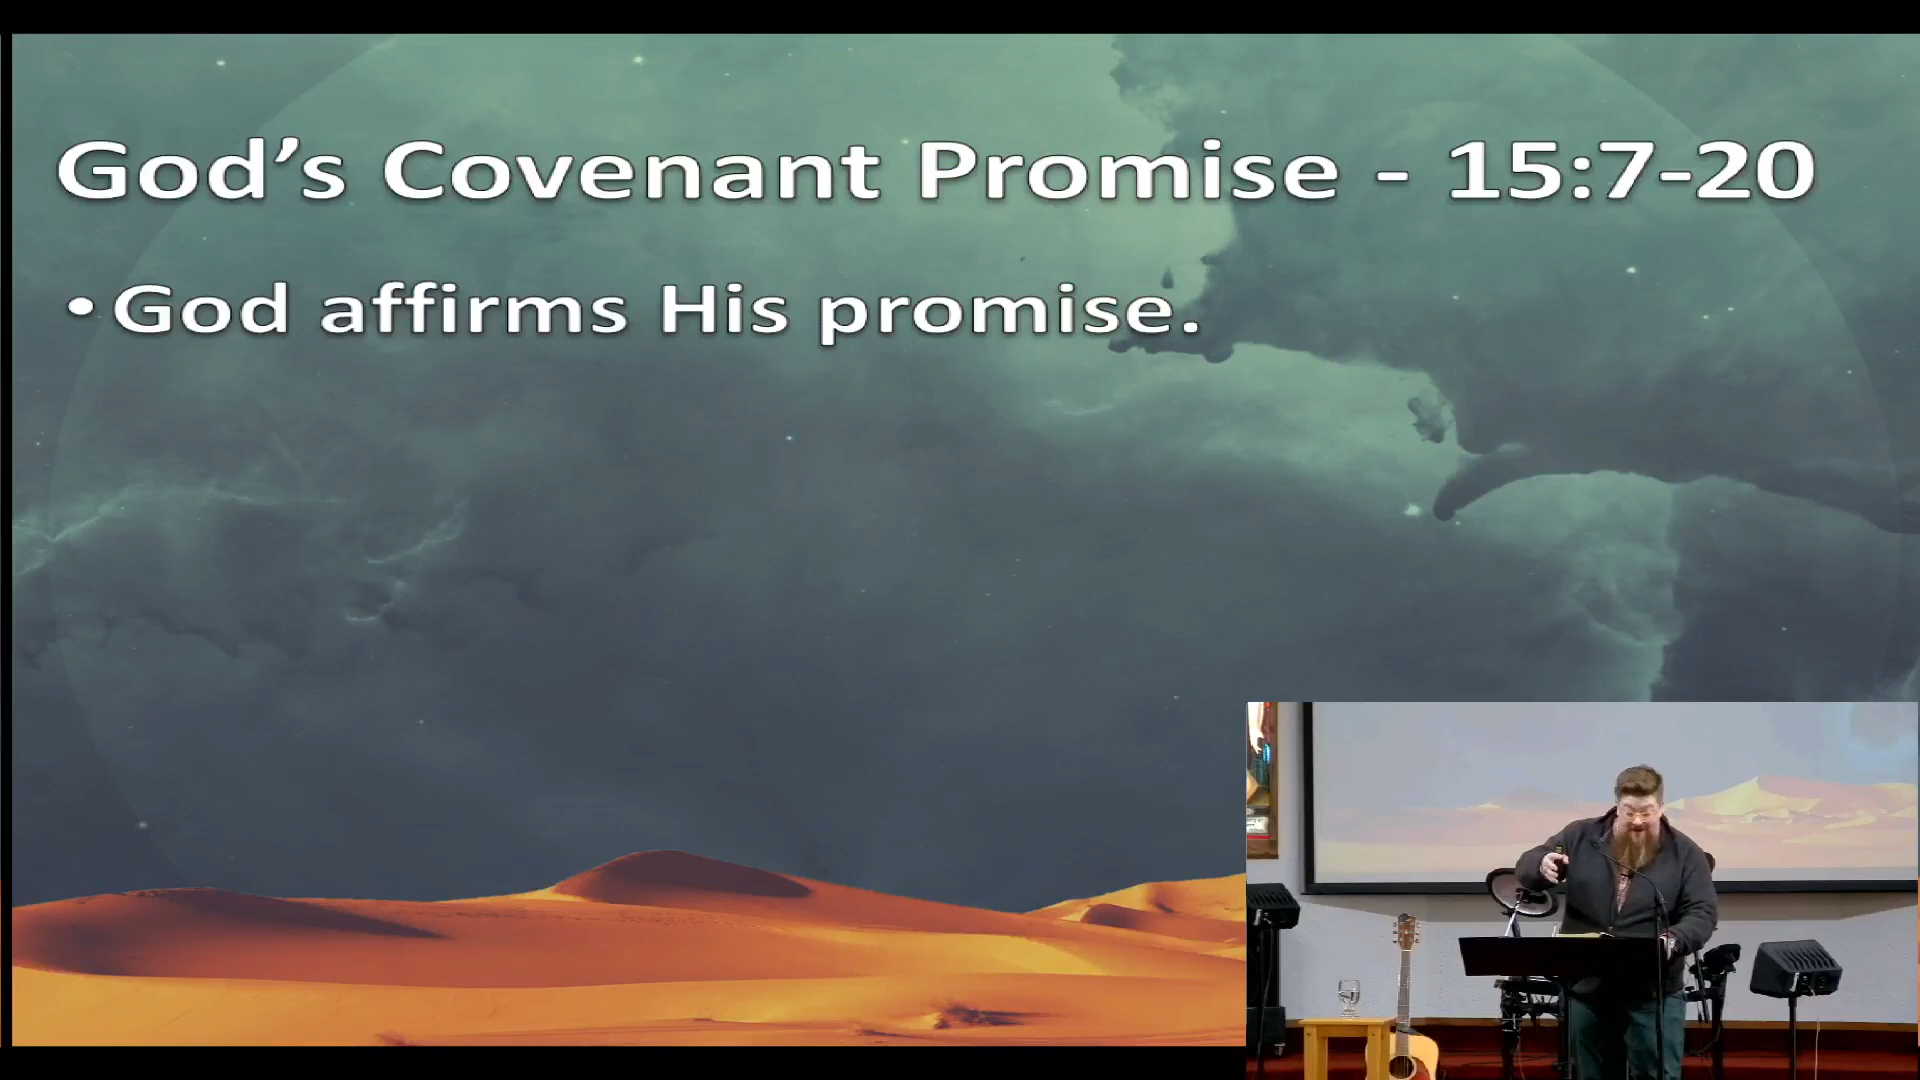 God’s Covenant Promise - 15:7-20
•God affirms His promise.